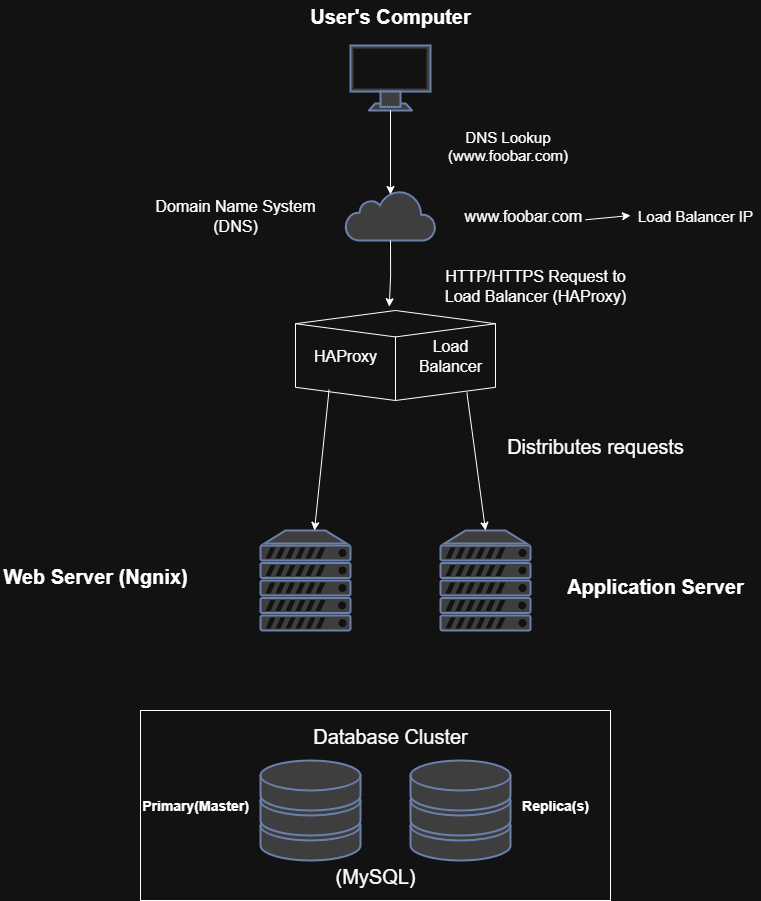 User's Computer
DNS Lookup
(www.foobar.com)
Domain Name System
(DNS)
www.foobar.com
Load Balancer IP
HTTP/HTTPS Request to
Load Balancer (HAProxy)
HAProxy
Load
Balancer
Distributes requests
Web Server (Ngnix)
Application Server
Database Cluster
Primary(Master)
Replica(s)
(MySQL)